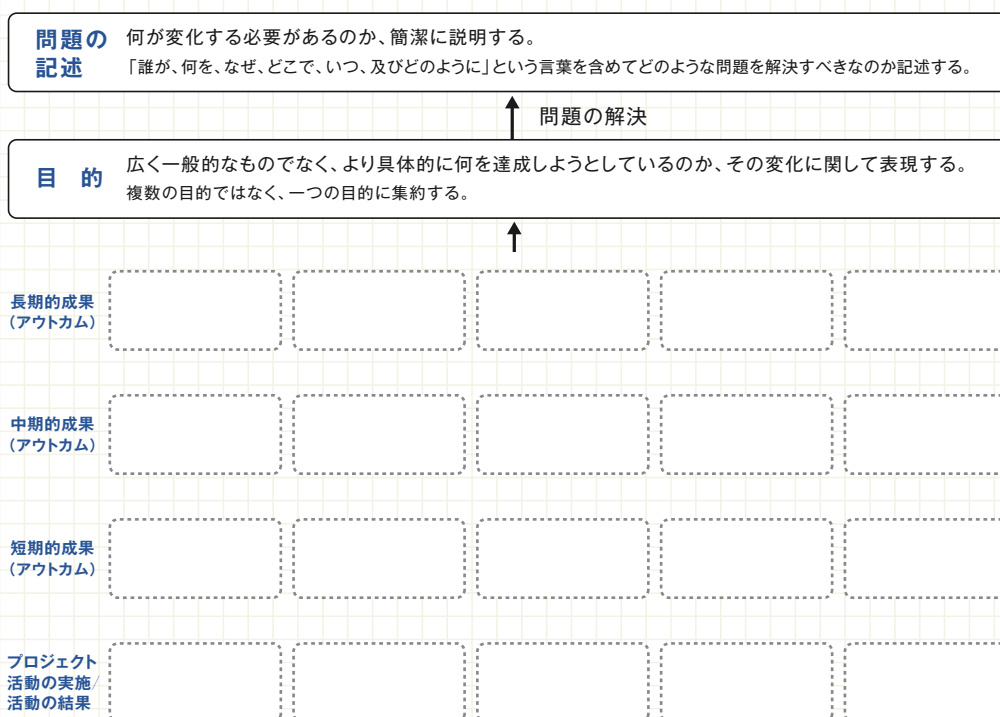 問題の
記述
何が変化する必要があるのか、簡潔に説明する。
「誰が、何を、なぜ、どこで、いつ、及びどのように」という言葉を含めてどのような問題を解決すべきなのか記述する。
問題の解決
目　的
広く一般的なものでなく、より具体的に何を達成しようとしているのか、その変化に関して表現する。
複数の目的ではなく、一つの目的に集約する。
長期的成果
（アウトカム）
中期的成果
（アウトカム）
短期的成果
（アウトカム）
プロジェクト
活動の実施/
活動の結果